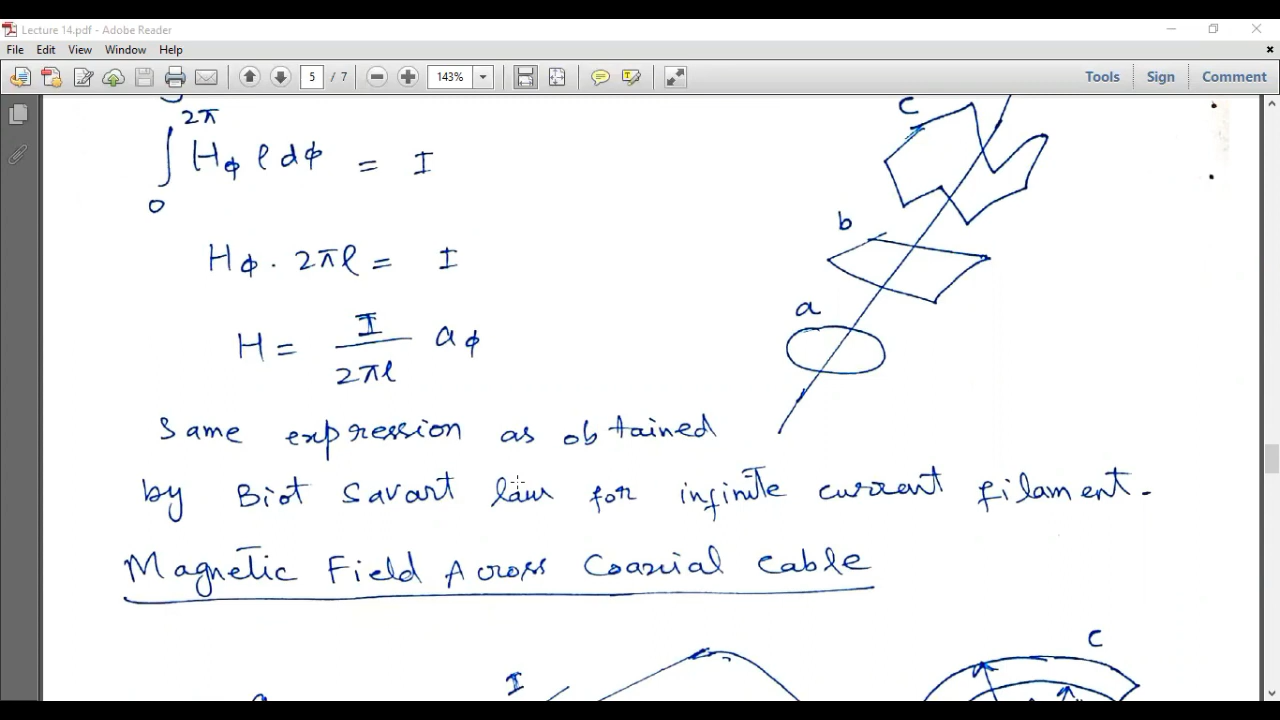 Lecture 14.pdf - Adobe Reader
File Edit View Window Help
5 / 7 143% Tools Sign Comment
2π
∫ Hφ ρ dφ = I
0
Hφ · 2πρ = I
H = I / 2πρ aφ
c
b
a
Same expression as obtained
by Biot Savart law for infinite current filament.
Magnetic Field Across Coaxial Cable
I
C